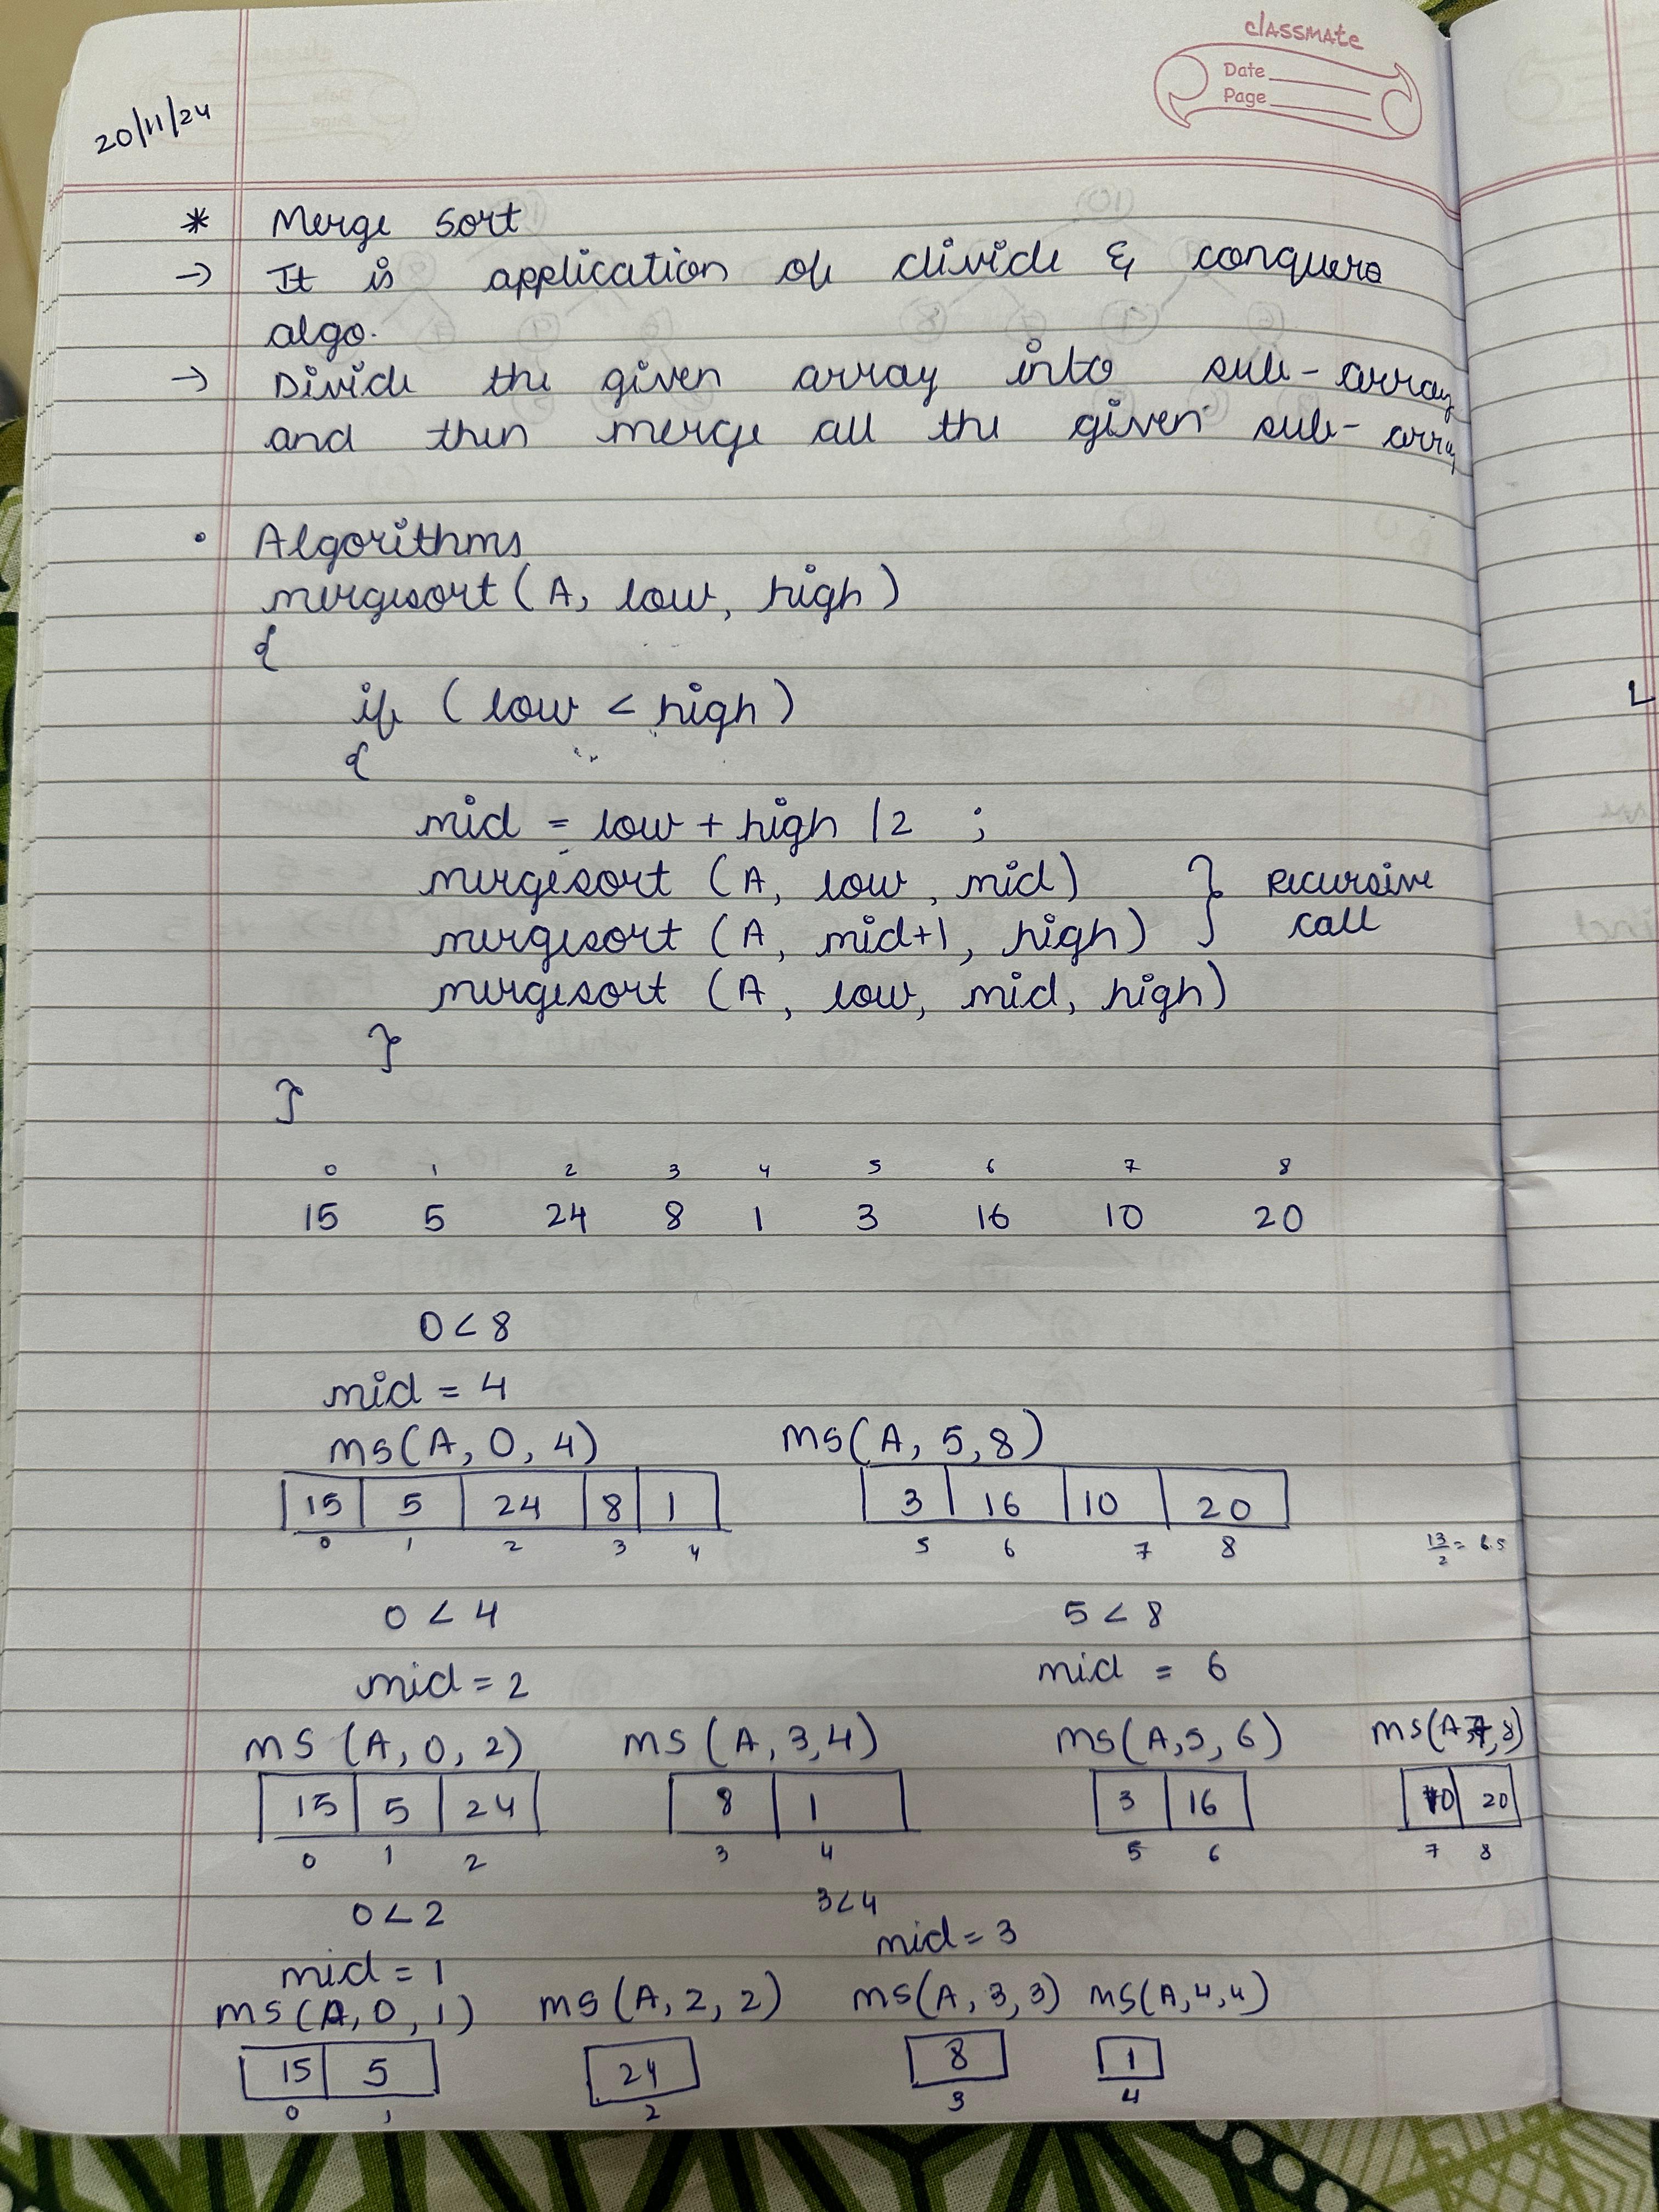 classmate
Date
Page
20/11/24
* Merge sort
→ It is application of divide & conquero
algo.
→ Divide the given array into sub-array
and then merge all the given sub-array
• Algorithms
mergesort (A, low, high)
{
if (low < high)
{
mid = low + high /2 ;
mergesort (A, low, mid) } recursive
mergesort (A, mid+1, high) } call
mergesort (A, low, mid, high)
}
}
0 1 2 3 4 5 6 7 8
15 5 24 8 1 3 16 10 20
0<8
mid = 4
ms(A, 0, 4) ms(A, 5, 8)
15 5 24 8 1 3 16 10 20
0 1 2 3 4 5 6 7 8 13/2 = 6.5
0 < 4 5 < 8
mid = 2 mid = 6
ms (A, 0, 2) ms (A, 3, 4) ms(A, 5, 6) ms(A, 7, 8)
15 5 24 8 1 3 16 10 20
0 1 2 3 4 5 6 7 8
0<2 3<4
mid = 1 mid = 3
ms (A, 0, 1) ms (A, 2, 2) ms(A, 3, 3) ms(A, 4, 4)
15 5 24 8 1
0 1 2 3 4